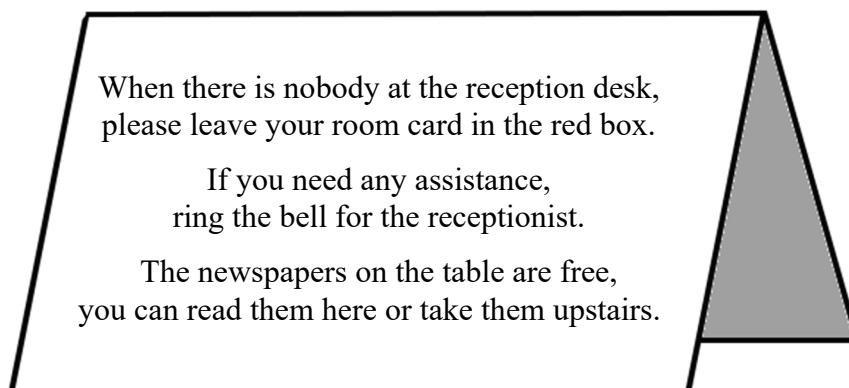 When there is nobody at the reception desk,
please leave your room card in the red box.
If you need any assistance,
ring the bell for the receptionist.
The newspapers on the table are free,
you can read them here or take them upstairs.